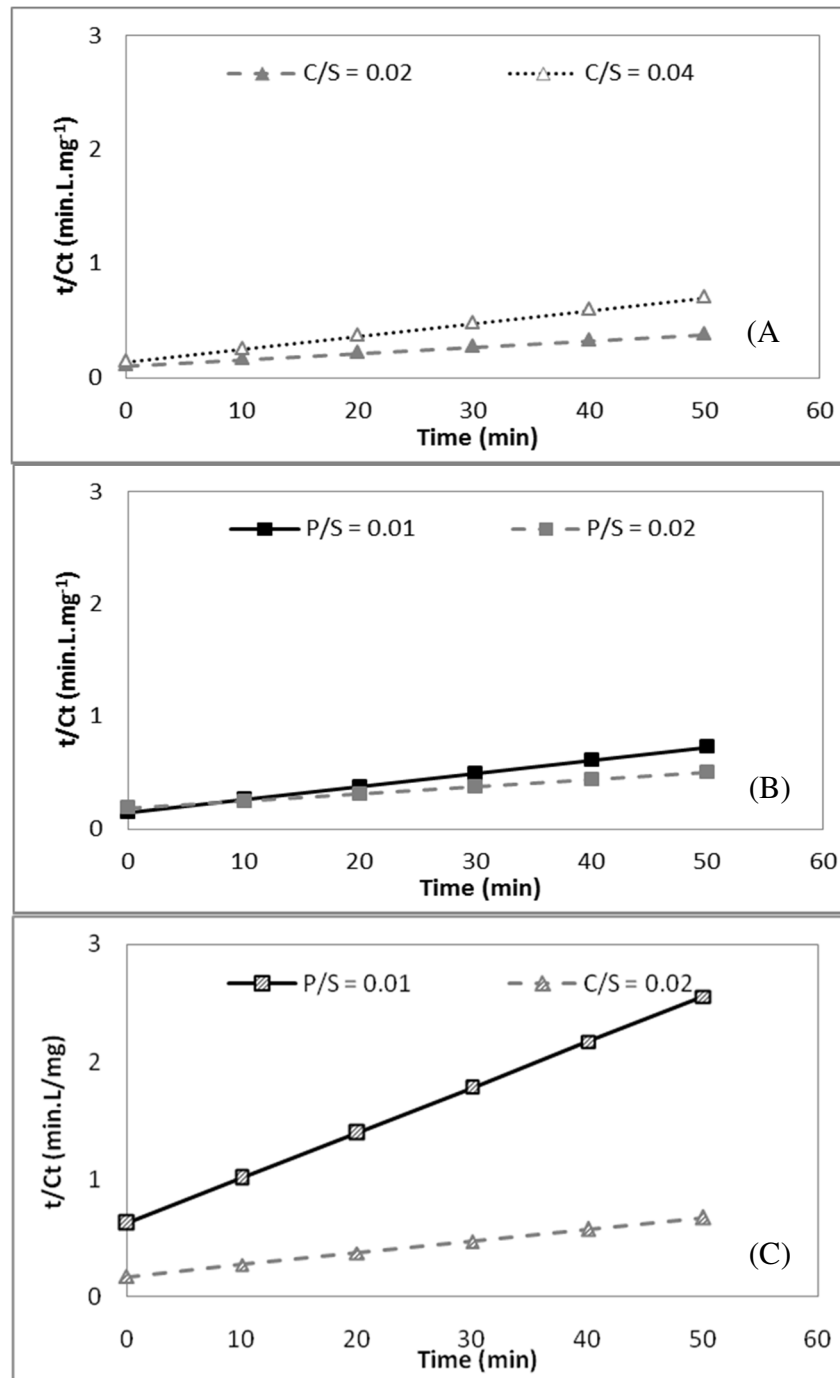 3
C/S = 0.02 C/S = 0.04
2
t/Ct (min.L.mg⁻¹)
1
(A
0
0 10 20 30 40 50 60
Time (min)
3
P/S = 0.01 P/S = 0.02
2
t/Ct (min.L.mg⁻¹)
1
(B)
0
0 10 20 30 40 50 60
Time (min)
3
P/S = 0.01 C/S = 0.02
2
t/Ct (min.L/mg)
1
(C)
0
0 10 20 30 40 50 60
Time (min)